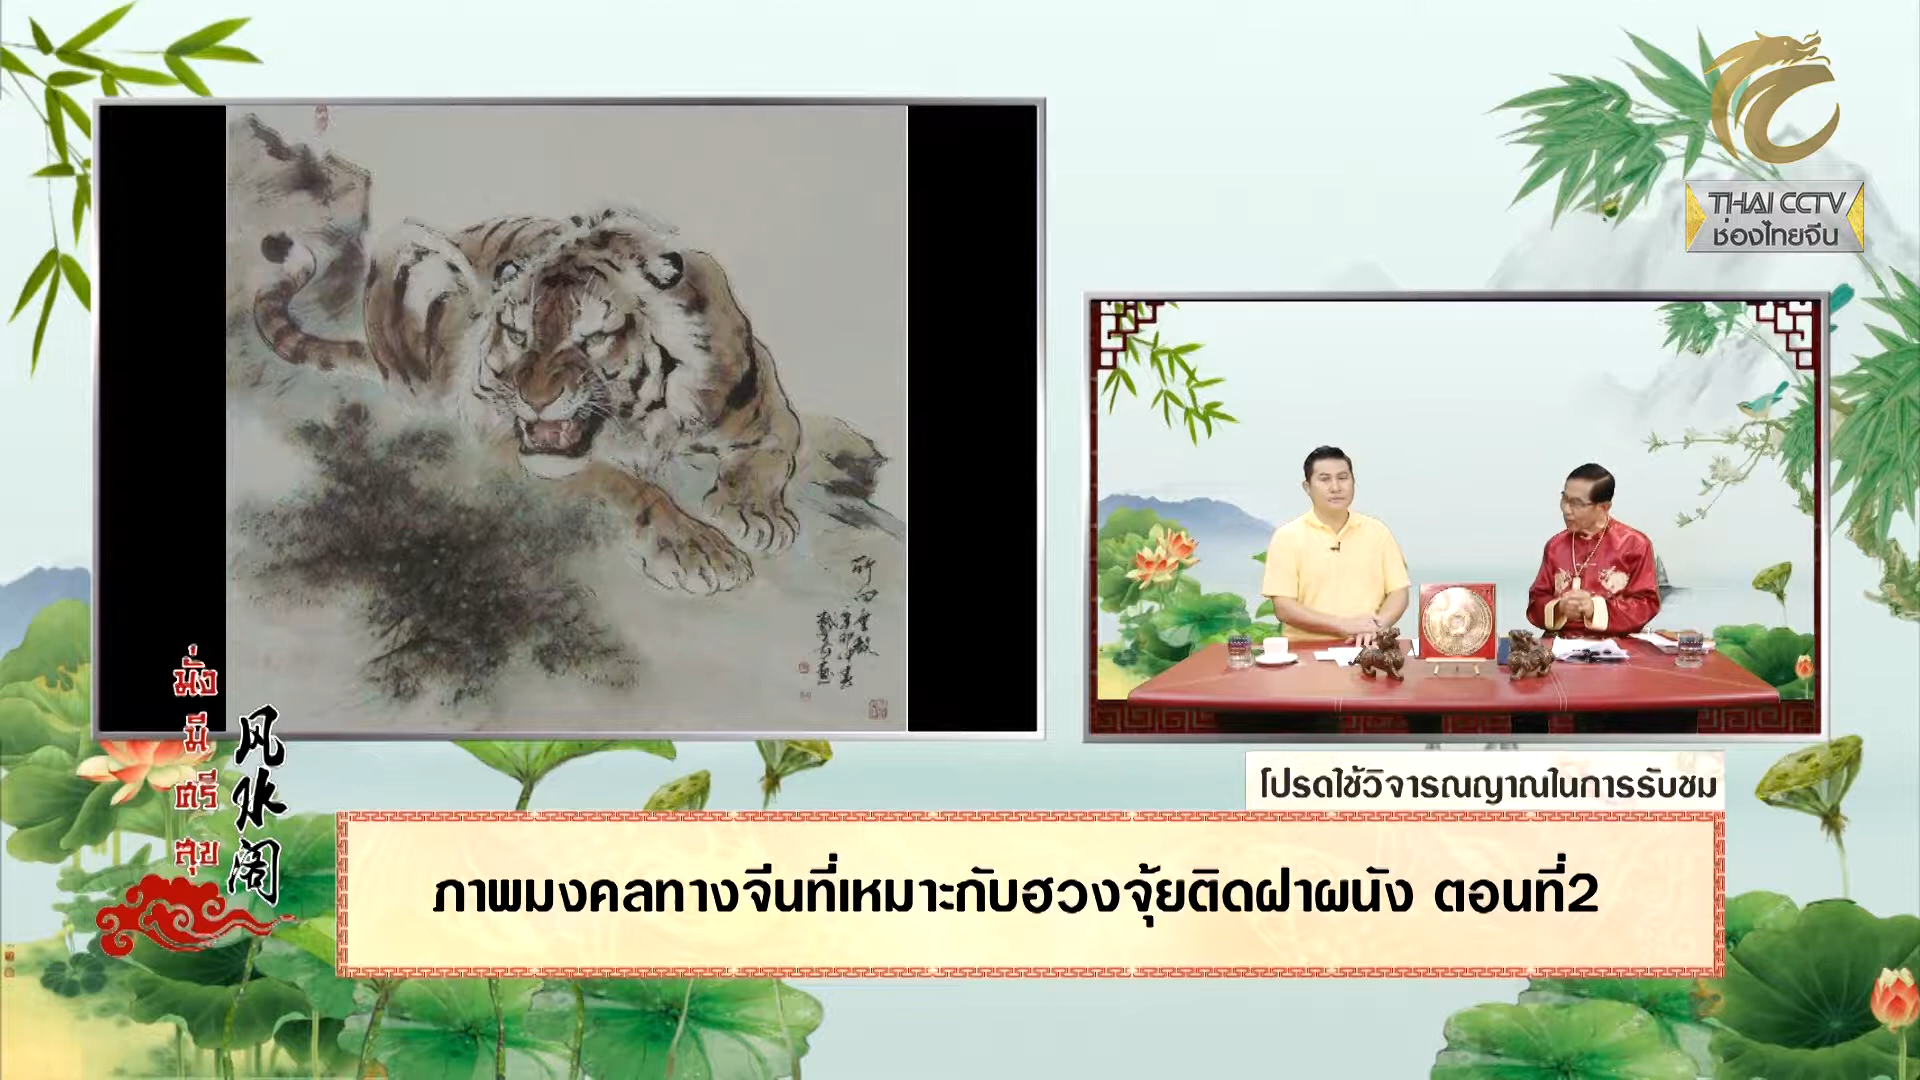 THAI CCTV
ช่องไทยจีน
所向無敵
มั่ง
มี
ศรี
สุข
风水阁
โปรดใช้วิจารณญาณในการรับชม
ภาพมงคลทางจีนที่เหมาะกับฮวงจุ้ยติดฝาผนัง ตอนที่2